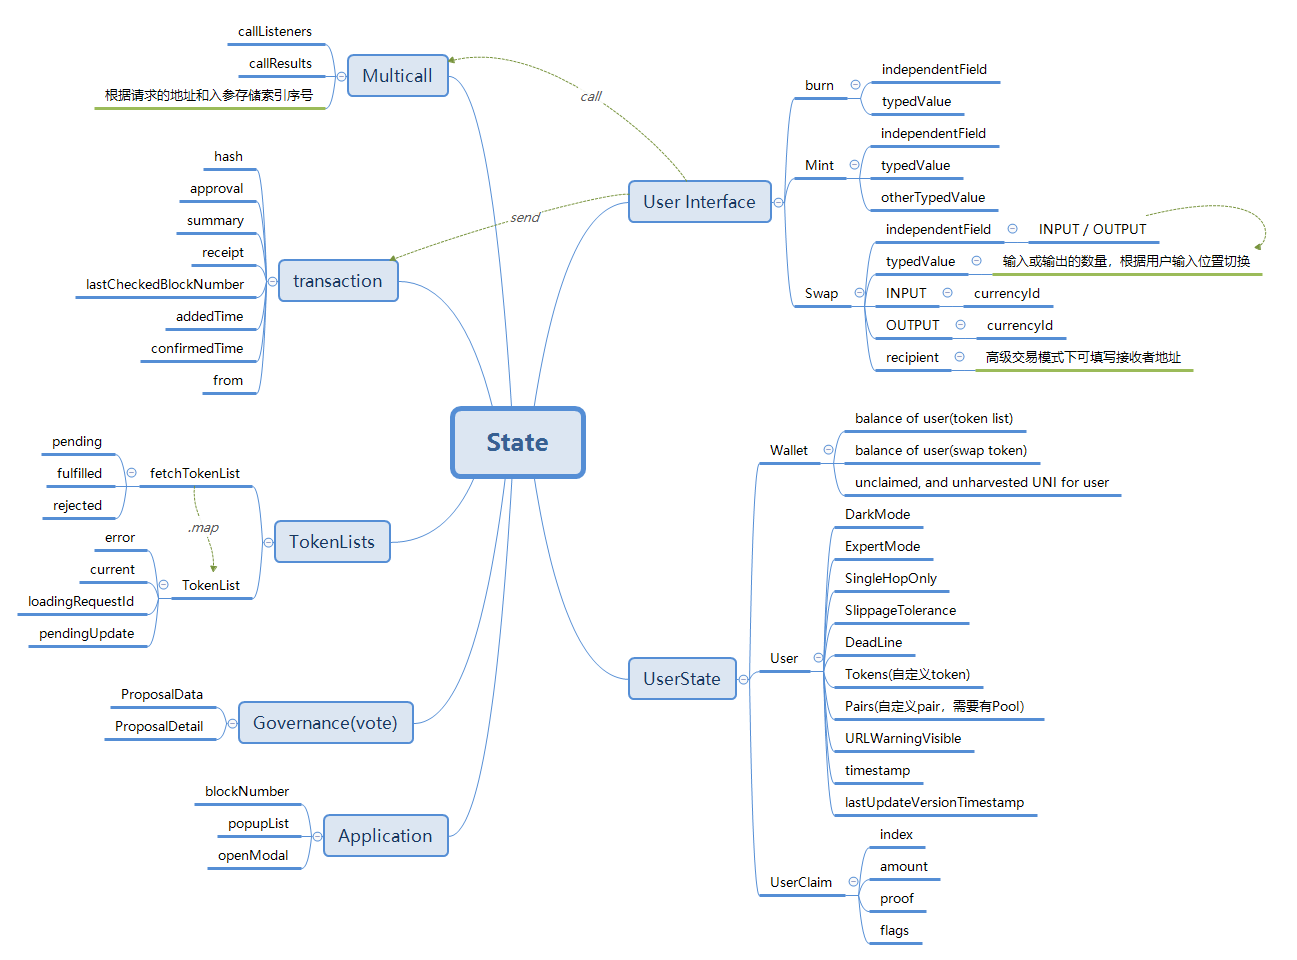 State
Multicall
callListeners
callResults
根据请求的地址和入参存储索引序号
transaction
hash
approval
summary
receipt
lastCheckedBlockNumber
addedTime
confirmedTime
from
TokenLists
fetchTokenList
pending
fulfilled
rejected
.map
TokenList
error
current
loadingRequestId
pendingUpdate
Governance(vote)
ProposalData
ProposalDetail
Application
blockNumber
popupList
openModal
call
send
User Interface
burn
independentField
typedValue
Mint
independentField
typedValue
otherTypedValue
Swap
independentField
INPUT / OUTPUT
typedValue
输入或输出的数量，根据用户输入位置切换
INPUT
currencyId
OUTPUT
currencyId
recipient
高级交易模式下可填写接收者地址
UserState
Wallet
balance of user(token list)
balance of user(swap token)
unclaimed, and unharvested UNI for user
User
DarkMode
ExpertMode
SingleHopOnly
SlippageTolerance
DeadLine
Tokens(自定义token)
Pairs(自定义pair，需要有Pool)
URLWarningVisible
timestamp
lastUpdateVersionTimestamp
UserClaim
index
amount
proof
flags